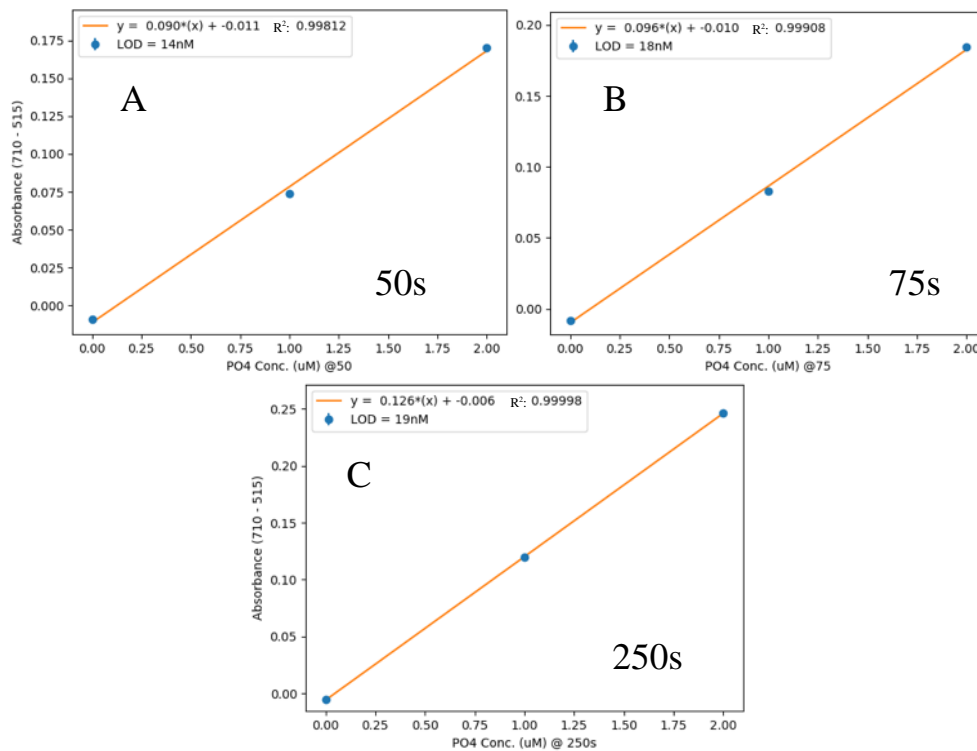 y =  0.090*(x) + -0.011   R²: 0.99812
LOD = 14nM
A
50s
Absorbance (710 - 515)
0.175
0.150
0.125
0.100
0.075
0.050
0.025
0.000
0.00 0.25 0.50 0.75 1.00 1.25 1.50 1.75 2.00
PO4 Conc. (uM) @50
y =  0.096*(x) + -0.010   R²: 0.99908
LOD = 18nM
B
75s
0.20
0.15
0.10
0.05
0.00
0.00 0.25 0.50 0.75 1.00 1.25 1.50 1.75 2.00
PO4 Conc. (uM) @75
y =  0.126*(x) + -0.006   R²: 0.99998
LOD = 19nM
C
250s
Absorbance (710 - 515)
0.25
0.20
0.15
0.10
0.05
0.00
0.00 0.25 0.50 0.75 1.00 1.25 1.50 1.75 2.00
PO4 Conc. (uM) @ 250s